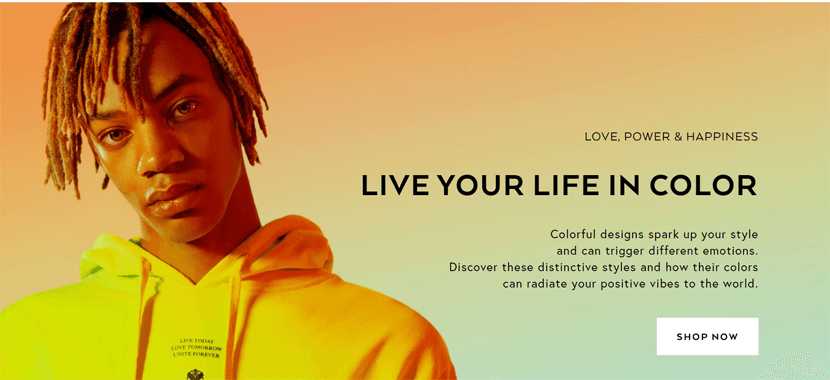 LOVE, POWER & HAPPINESS
LIVE YOUR LIFE IN COLOR
Colorful designs spark up your style
and can trigger different emotions.
Discover these distinctive styles and how their colors
can radiate your positive vibes to the world.
SHOP NOW
LIVE TODAY
LOVE TOMORROW
UNITE FOREVER